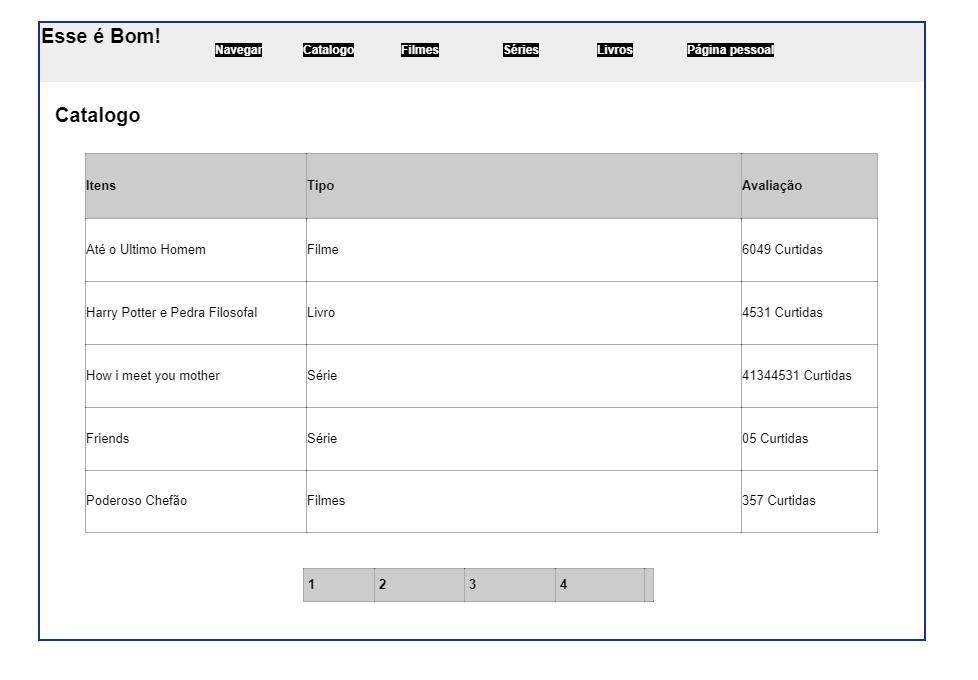 Esse é Bom!
Navegar Catalogo Filmes Séries Livros Página pessoal
Catalogo
Itens Tipo Avaliação
Até o Ultimo Homem Filme 6049 Curtidas
Harry Potter e Pedra Filosofal Livro 4531 Curtidas
How i meet you mother Série 41344531 Curtidas
Friends Série 05 Curtidas
Poderoso Chefão Filmes 357 Curtidas
1 2 3 4